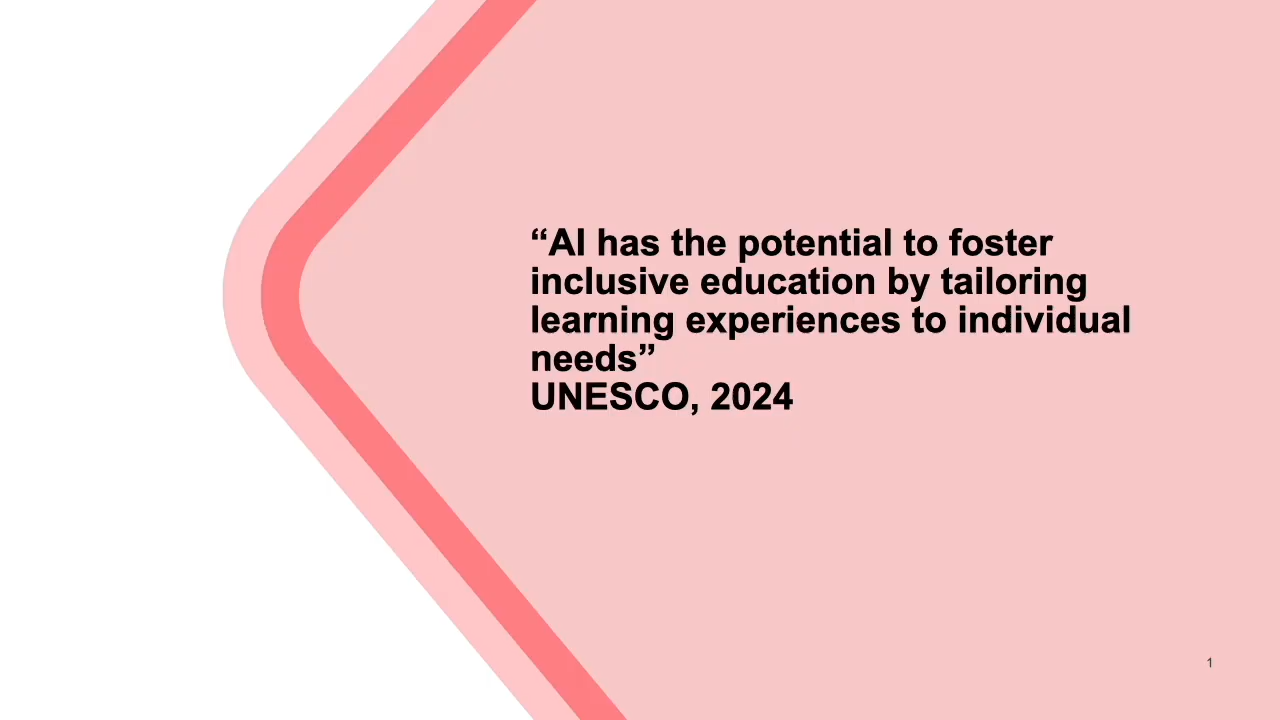 “AI has the potential to foster
inclusive education by tailoring
learning experiences to individual
needs”
UNESCO, 2024
1